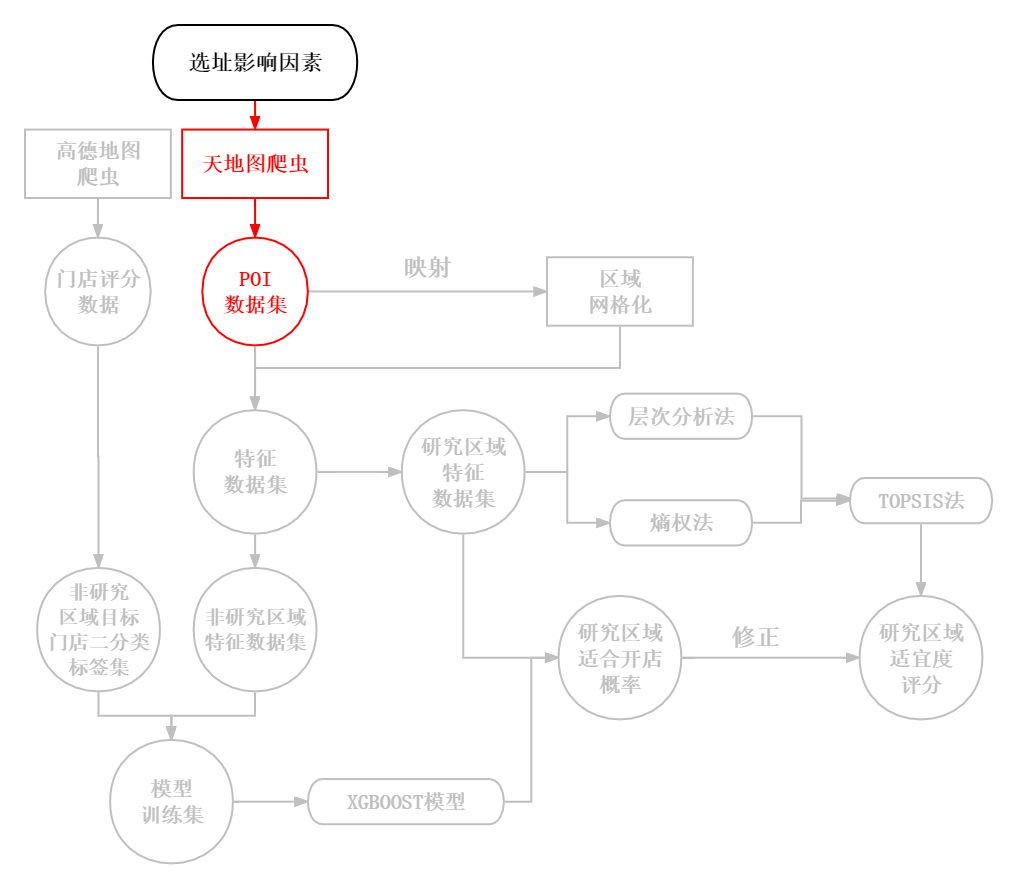 选址影响因素
高德地图
爬虫
天地图爬虫
门店评分
数据
POI
数据集
映射
区域
网格化
特征
数据集
研究区域
特征
数据集
层次分析法
熵权法
TOPSIS法
非研究
区域目标
门店二分类
标签集
非研究区域
特征数据集
研究区域
适合开店
概率
修正
研究区域
适宜度
评分
模型
训练集
XGBOOST模型